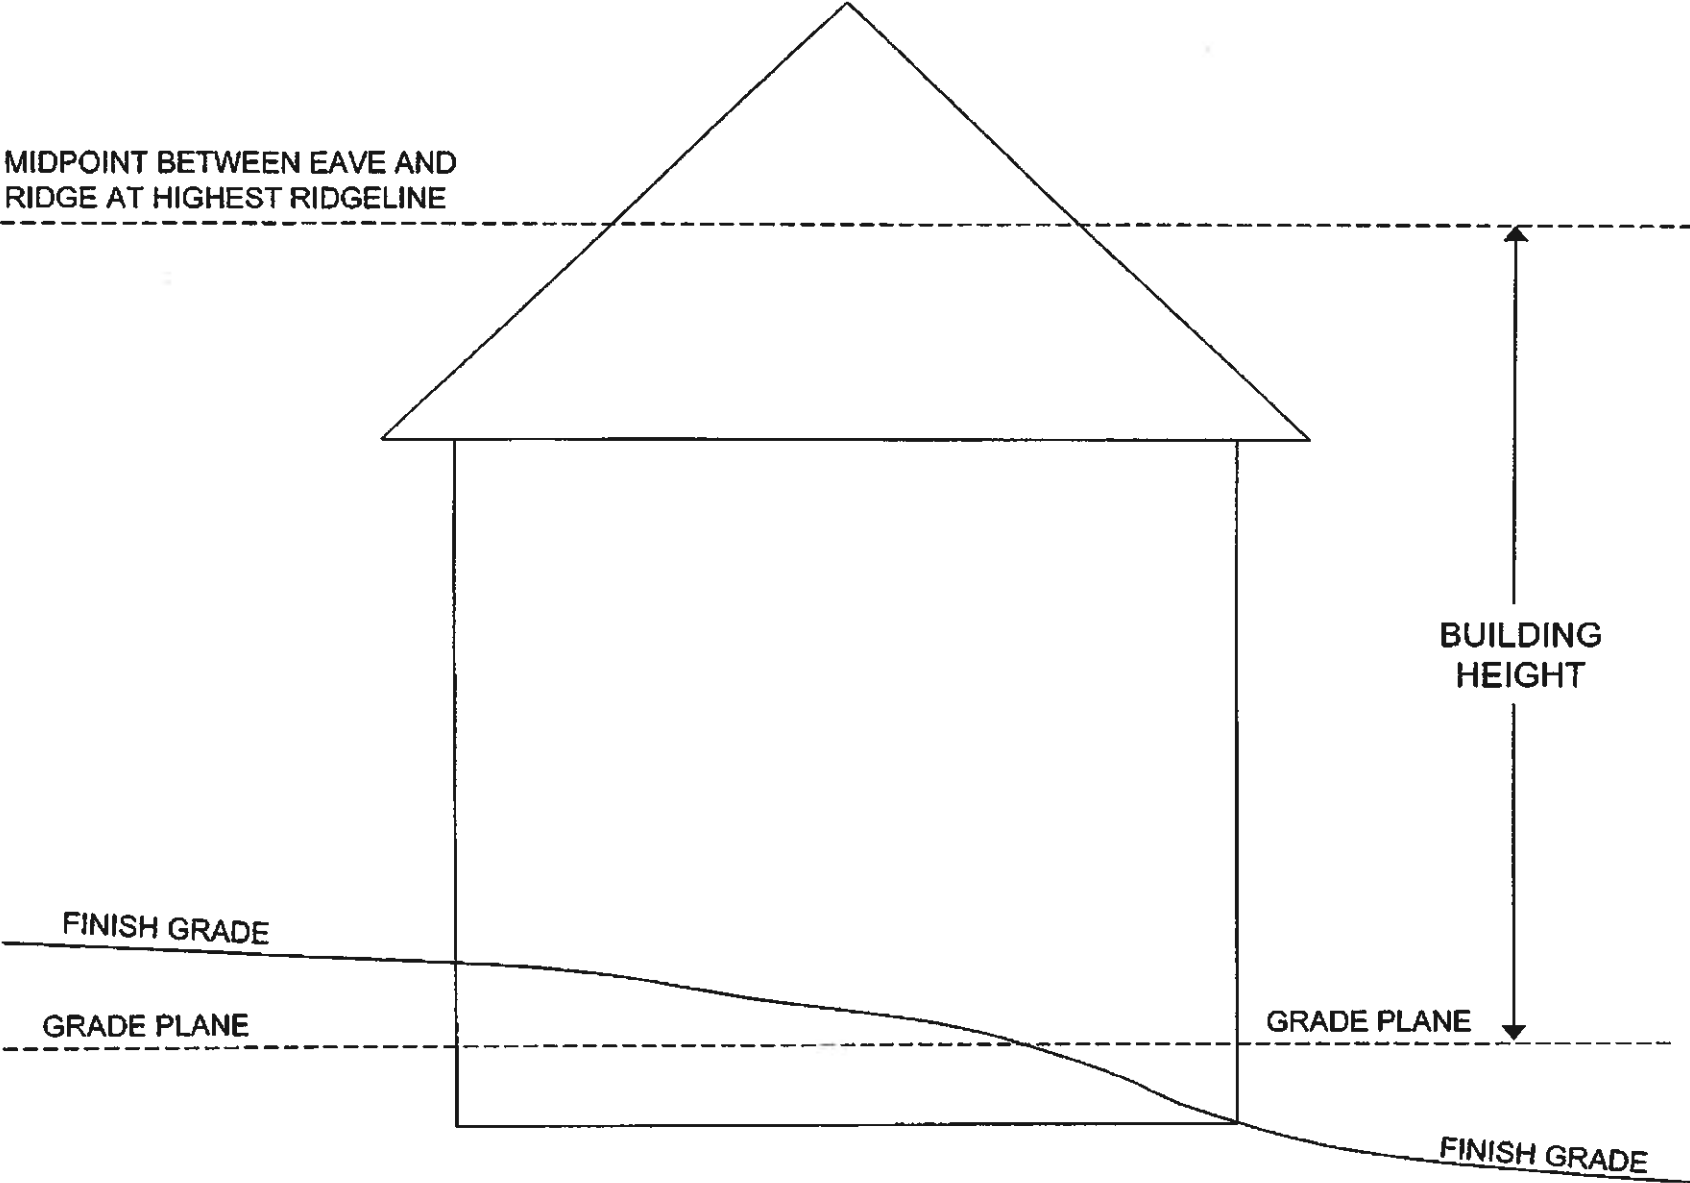 MIDPOINT BETWEEN EAVE AND
RIDGE AT HIGHEST RIDGELINE
BUILDING
HEIGHT
FINISH GRADE
GRADE PLANE
GRADE PLANE
FINISH GRADE